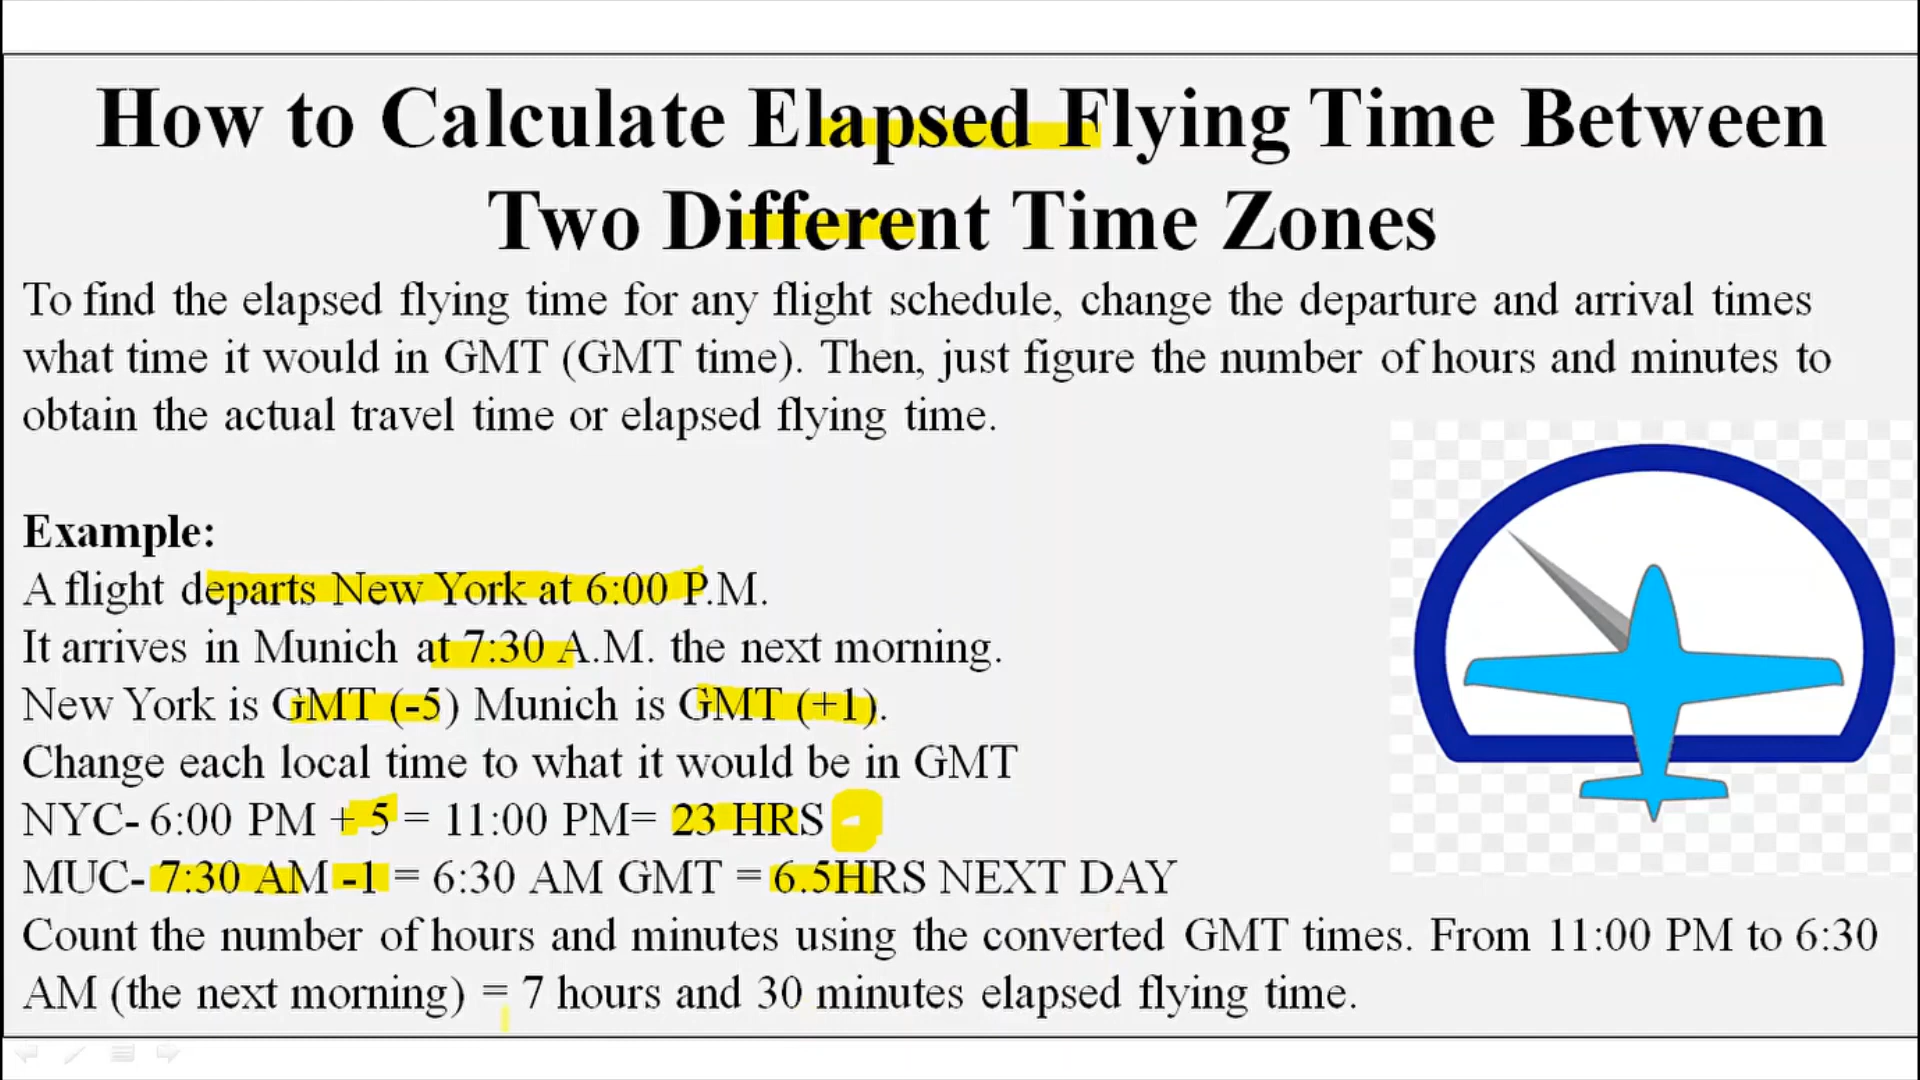 How to Calculate Elapsed Flying Time Between
Two Different Time Zones
To find the elapsed flying time for any flight schedule, change the departure and arrival times
what time it would in GMT (GMT time). Then, just figure the number of hours and minutes to
obtain the actual travel time or elapsed flying time.
Example:
A flight departs New York at 6:00 P.M.
It arrives in Munich at 7:30 A.M. the next morning.
New York is GMT (-5) Munich is GMT (+1).
Change each local time to what it would be in GMT
NYC- 6:00 PM + 5 = 11:00 PM= 23 HRS
MUC- 7:30 AM -1 = 6:30 AM GMT = 6.5HRS NEXT DAY
Count the number of hours and minutes using the converted GMT times. From 11:00 PM to 6:30
AM (the next morning) = 7 hours and 30 minutes elapsed flying time.